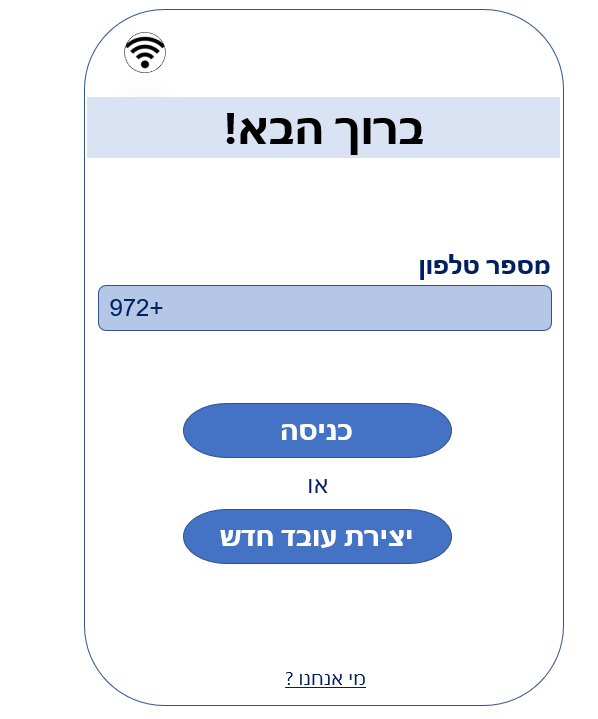 ברוך הבא!
מספר טלפון
972+
כניסה
או
יצירת עובד חדש
מי אנחנו ?